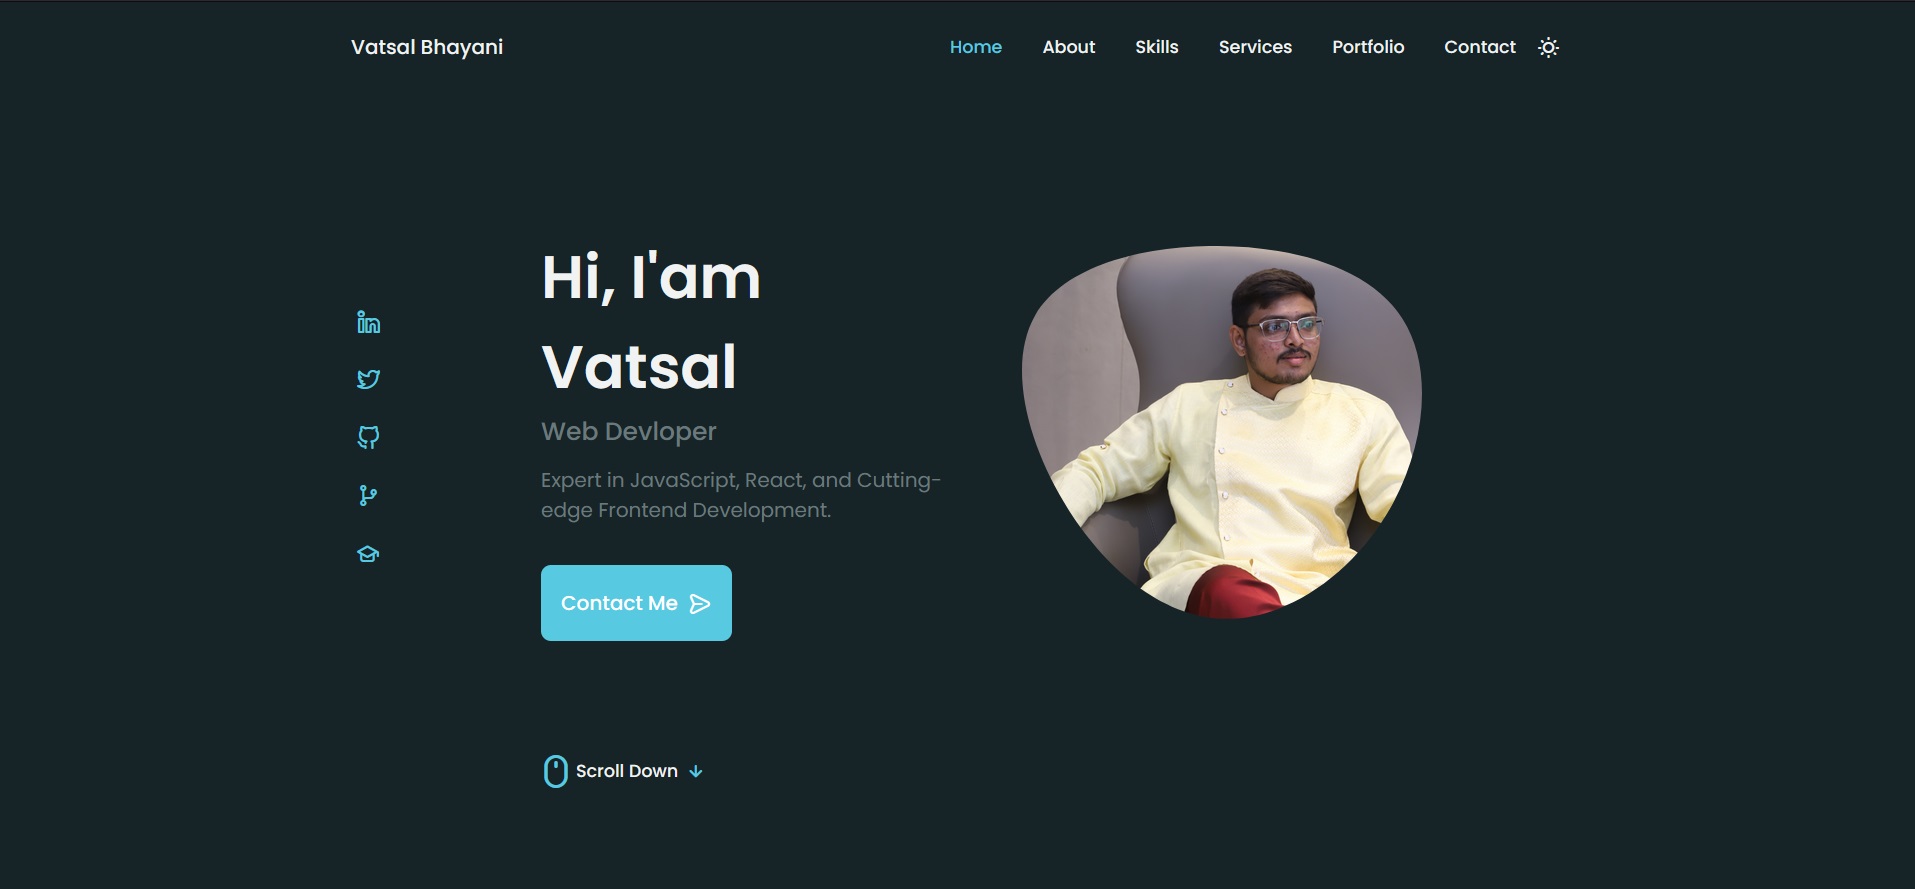 Vatsal Bhayani
Home About Skills Services Portfolio Contact
Hi, I'am
Vatsal
Web Devloper
Expert in JavaScript, React, and Cutting-
edge Frontend Development.
Contact Me
Scroll Down